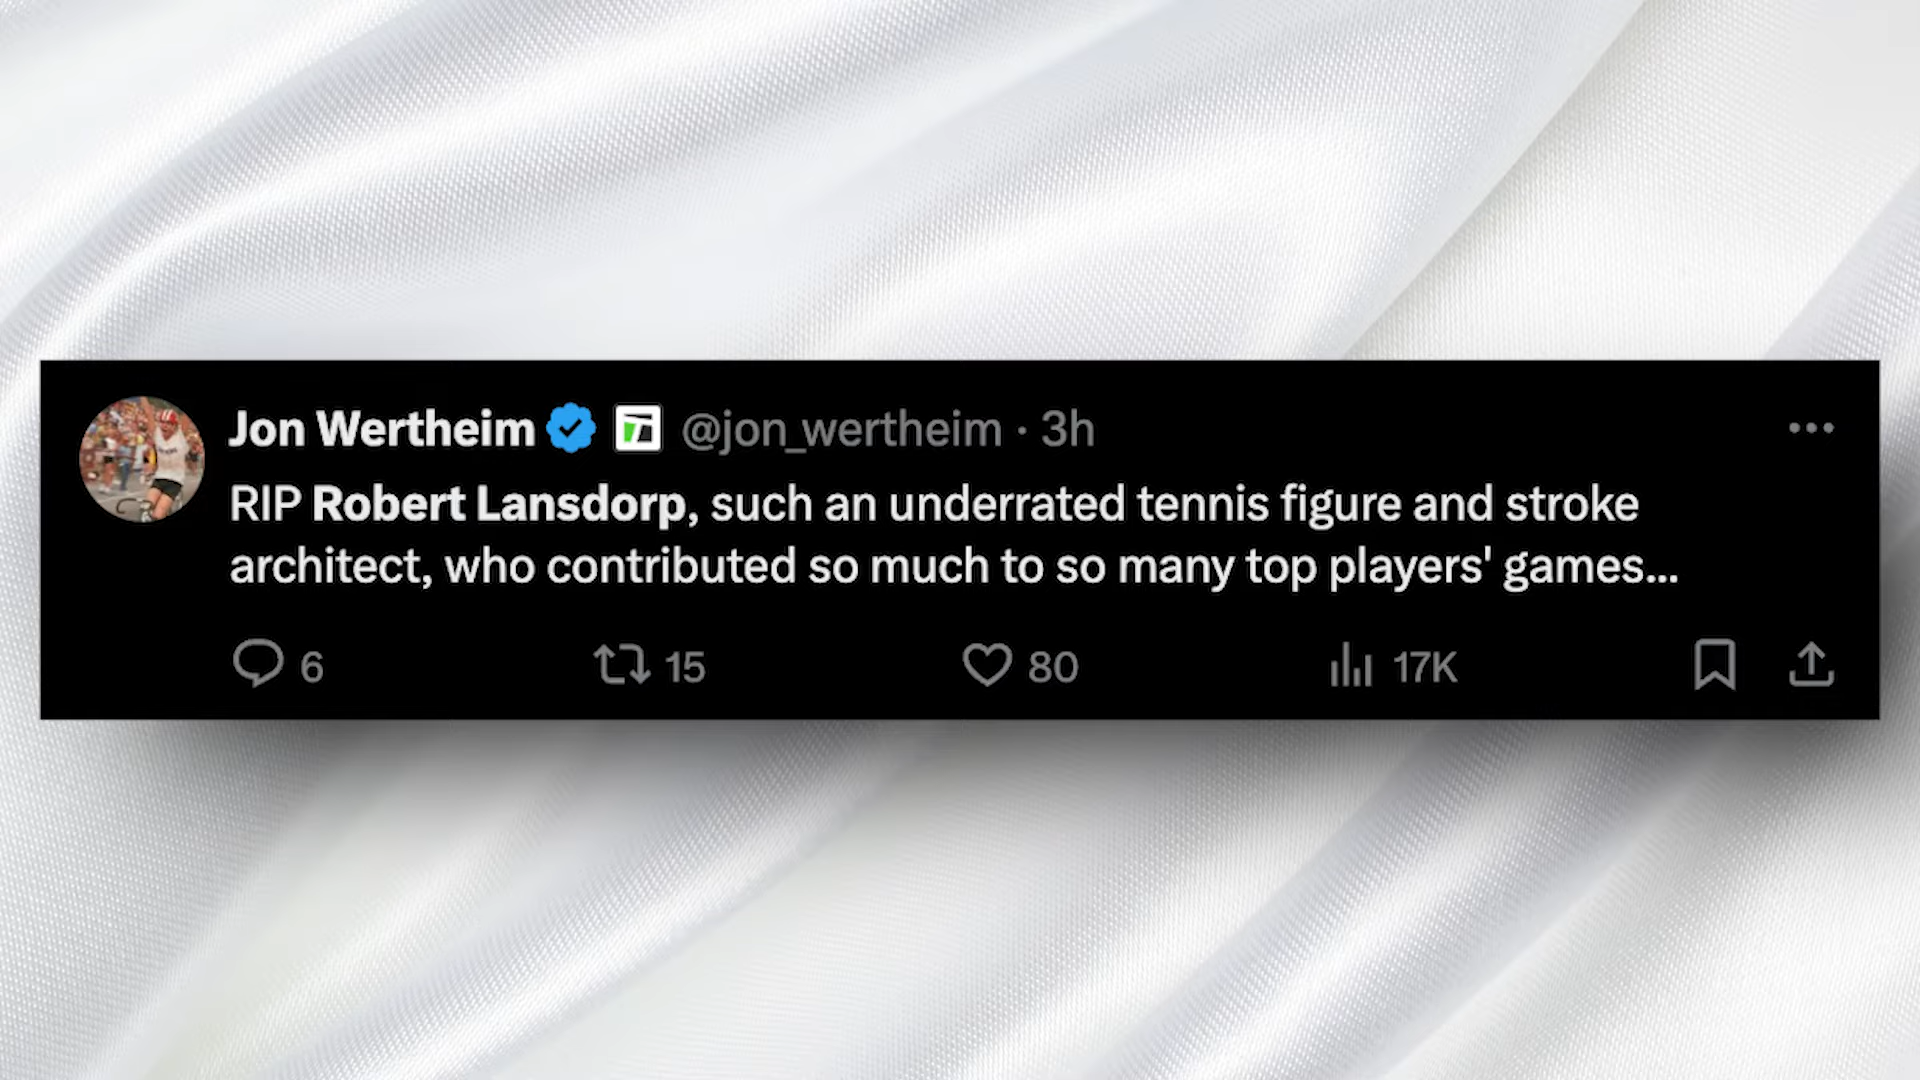 Jon Wertheim @jon_wertheim · 3h
RIP Robert Lansdorp, such an underrated tennis figure and stroke
architect, who contributed so much to so many top players' games...
6 15 80 17K